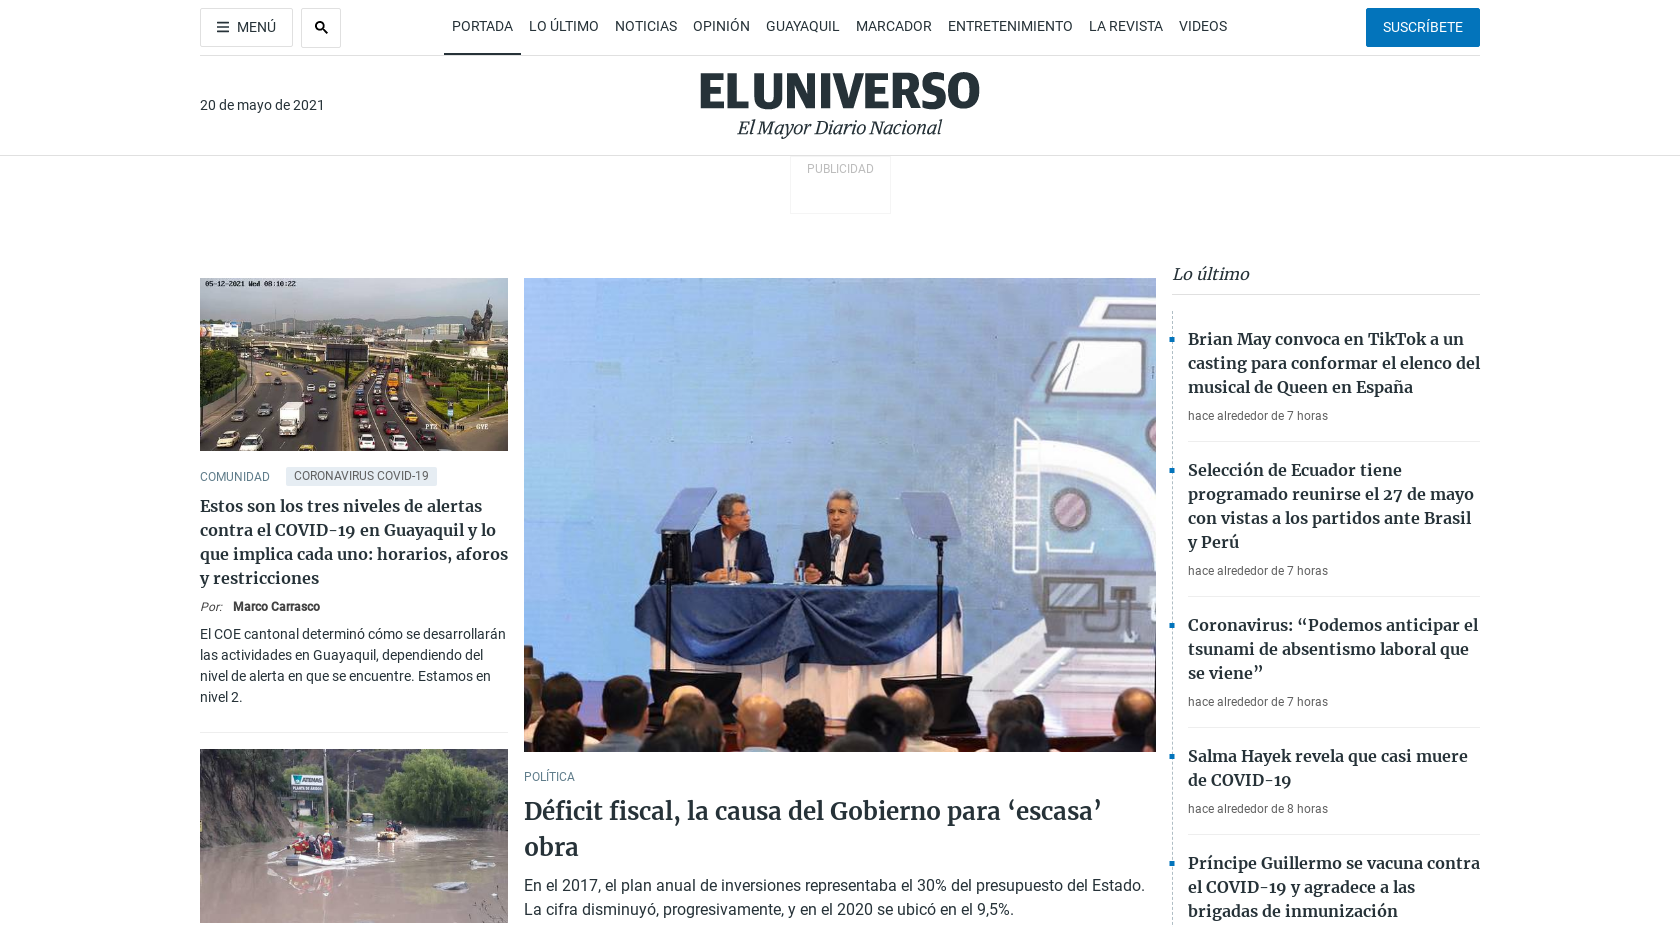 MENÚ
PORTADA
LO ÚLTIMO
NOTICIAS
OPINIÓN
GUAYAQUIL
MARCADOR
ENTRETENIMIENTO
LA REVISTA
VIDEOS
SUSCRÍBETE
20 de mayo de 2021
EL UNIVERSO
El Mayor Diario Nacional
PUBLICIDAD
05-12-2021 Wed 08:10:22
COMUNIDAD
CORONAVIRUS COVID-19
Estos son los tres niveles de alertas
contra el COVID-19 en Guayaquil y lo
que implica cada uno: horarios, aforos
y restricciones
Por: Marco Carrasco
El COE cantonal determinó cómo se desarrollarán
las actividades en Guayaquil, dependiendo del
nivel de alerta en que se encuentre. Estamos en
nivel 2.
ATENAS
POLÍTICA
Déficit fiscal, la causa del Gobierno para ‘escasa’
obra
En el 2017, el plan anual de inversiones representaba el 30% del presupuesto del Estado.
La cifra disminuyó, progresivamente, y en el 2020 se ubicó en el 9,5%.
Lo último
Brian May convoca en TikTok a un
casting para conformar el elenco del
musical de Queen en España
hace alrededor de 7 horas
Selección de Ecuador tiene
programado reunirse el 27 de mayo
con vistas a los partidos ante Brasil
y Perú
hace alrededor de 7 horas
Coronavirus: “Podemos anticipar el
tsunami de absentismo laboral que
se viene”
hace alrededor de 7 horas
Salma Hayek revela que casi muere
de COVID-19
hace alrededor de 8 horas
Príncipe Guillermo se vacuna contra
el COVID-19 y agradece a las
brigadas de inmunización